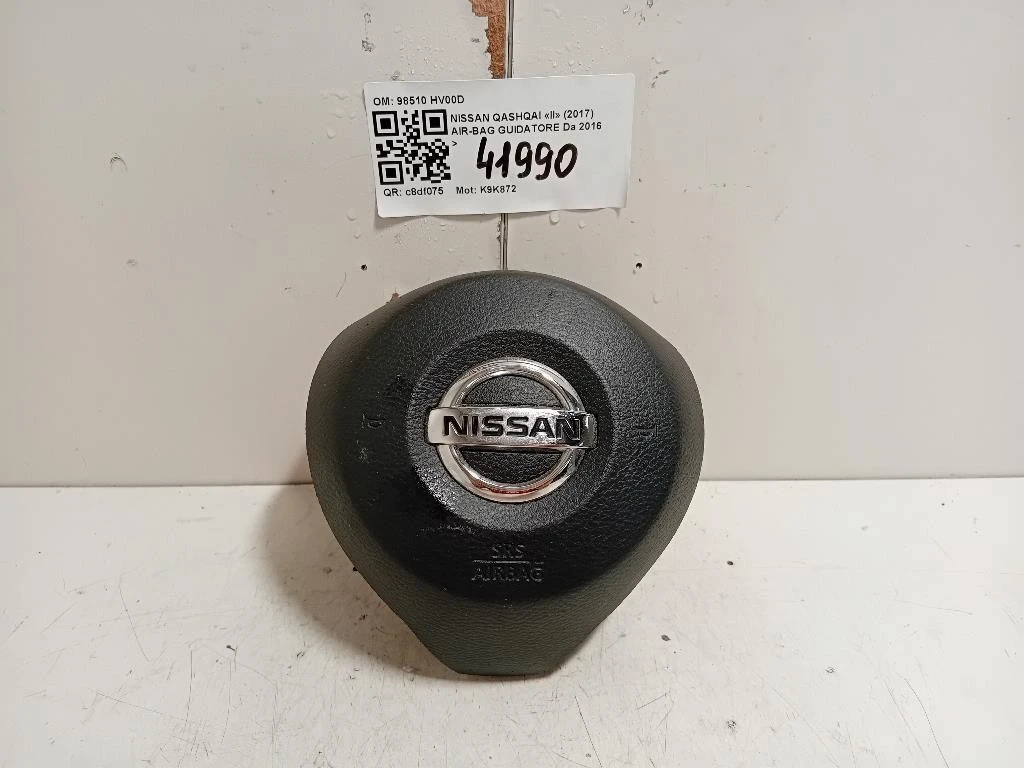 OM: 98510 HV00D
NISSAN QASHQAI «II» (2017)
AIR-BAG GUIDATORE Da 2016
>
41990
QR: c8df075 Mot: K9K872
NISSAN
SRS
AIRBAG